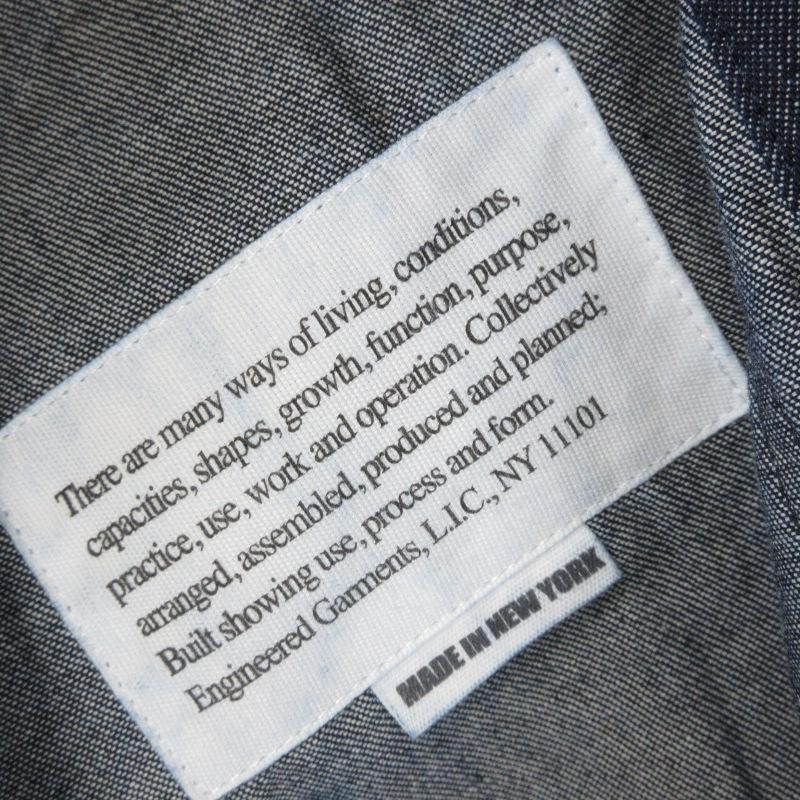 There are many ways of living, conditions,
capacities, shapes, growth, function, purpose,
practice, use, work and operation. Collectively
arranged, assembled, produced and planned;
Built showing use, process and form.
Engineered Garments, L.I.C., NY 11101
MADE IN NEW YORK